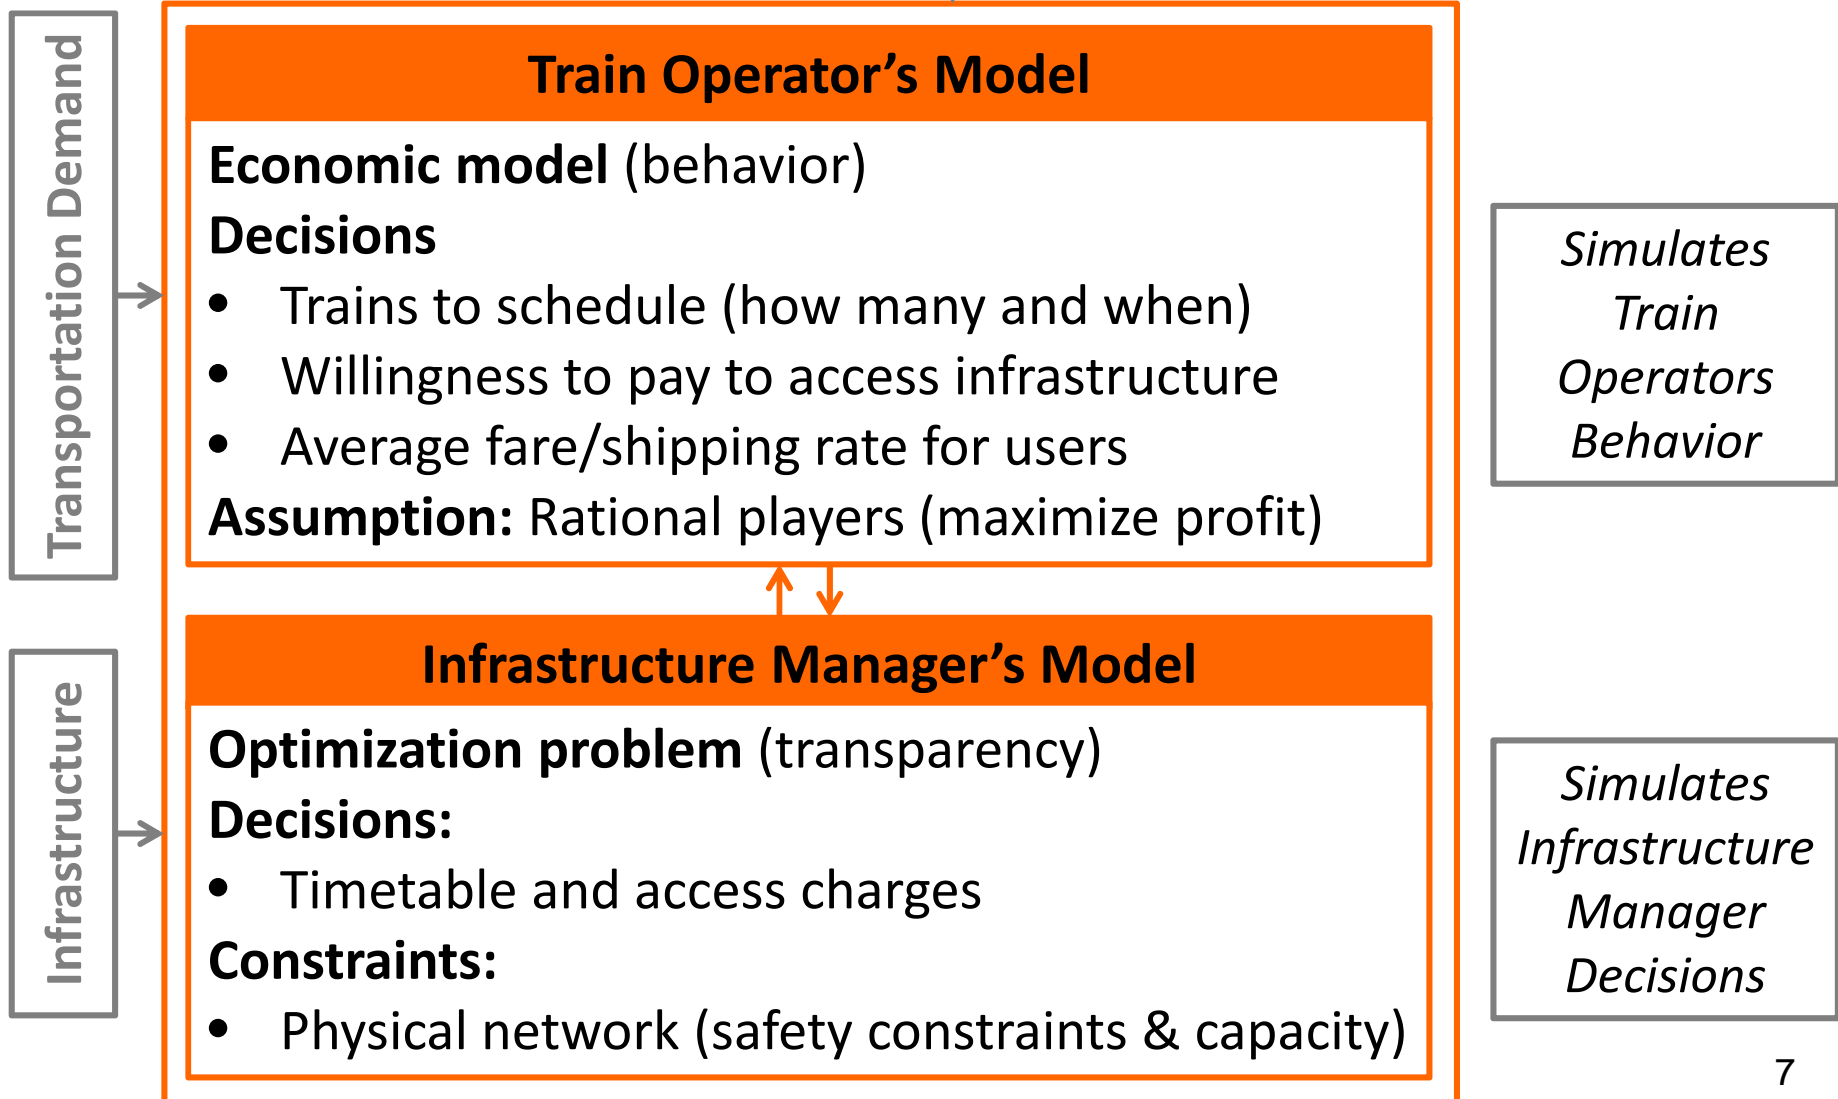 Transportation Demand
Train Operator’s Model
Economic model (behavior)
Decisions
• Trains to schedule (how many and when)
• Willingness to pay to access infrastructure
• Average fare/shipping rate for users
Assumption: Rational players (maximize profit)
Simulates
Train
Operators
Behavior
Infrastructure
Infrastructure Manager’s Model
Optimization problem (transparency)
Decisions:
• Timetable and access charges
Constraints:
• Physical network (safety constraints & capacity)
Simulates
Infrastructure
Manager
Decisions
7